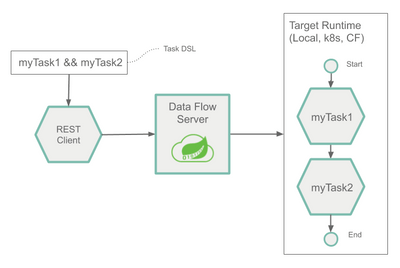 myTask1 && myTask2
Task DSL
REST
Client
Data Flow
Server
Target Runtime
(Local, k8s, CF)
Start
myTask1
myTask2
End